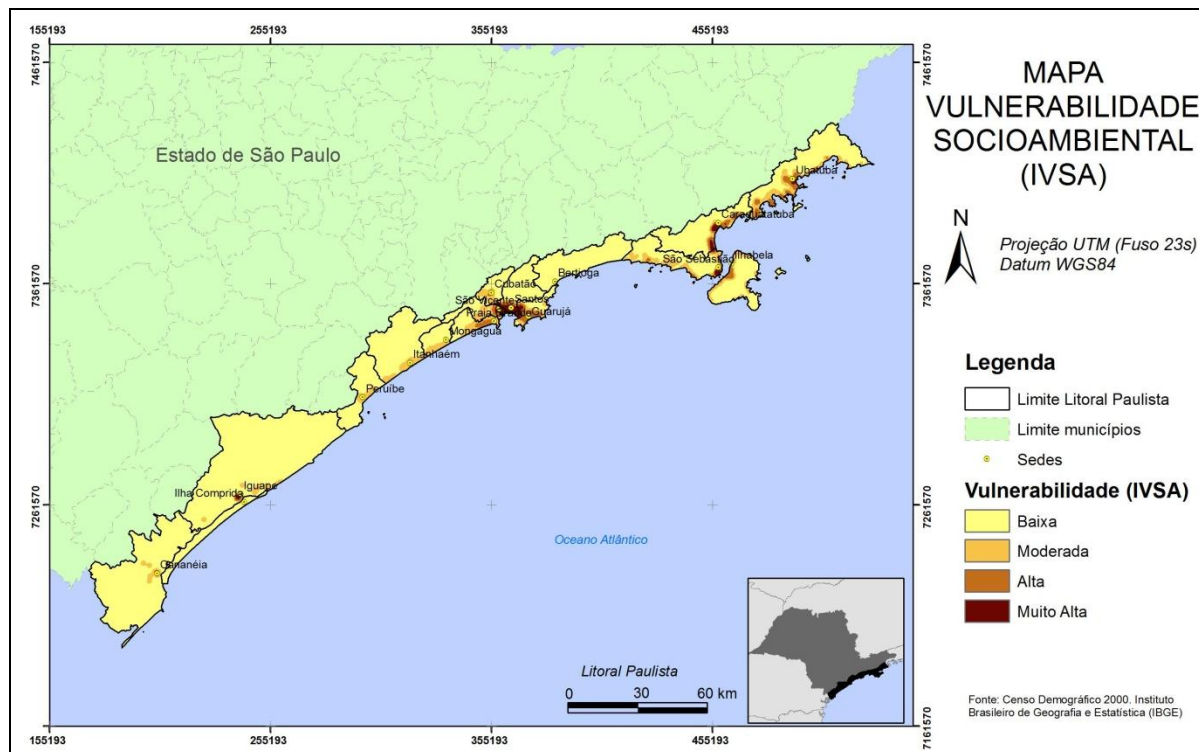 155193 255193 355193 455193
7461570
7461570
7361570
7361570
7261570
7261570
7161570
Estado de São Paulo
Ubatuba
Caraguatatuba
São Sebastião
Ilhabela
Bertioga
Cubatão
Santos
São Vicente
Guarujá
Praia Grande
Mongaguá
Itanhaém
Peruíbe
Iguape
Ilha Comprida
Cananéia
Oceano Atlântico
Litoral Paulista
0 30 60 km
155193 255193 355193 455193
MAPA
VULNERABILIDADE
SOCIOAMBIENTAL
(IVSA)
N
Projeção UTM (Fuso 23s)
Datum WGS84
Legenda
Limite Litoral Paulista
Limite municípios
Sedes
Vulnerabilidade (IVSA)
Baixa
Moderada
Alta
Muito Alta
Fonte: Censo Demográfico 2000. Instituto
Brasileiro de Geografia e Estatística (IBGE)